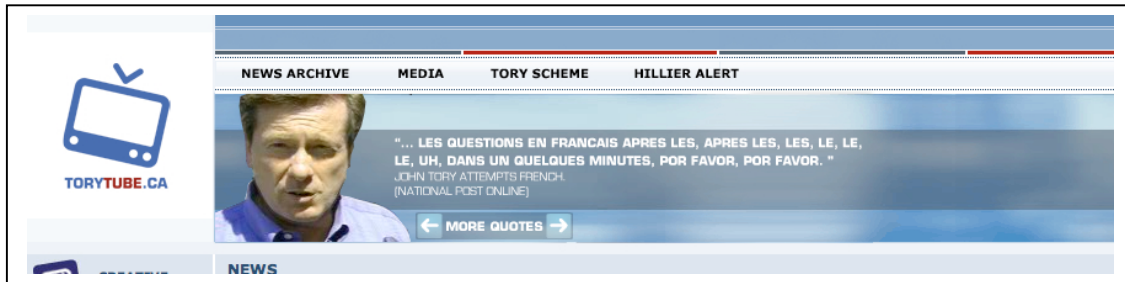 NEWS ARCHIVE MEDIA TORY SCHEME HILLIER ALERT
"... LES QUESTIONS EN FRANCAIS APRES LES, APRES LES, LES, LE, LE,
LE, UH, DANS UN QUELQUES MINUTES, POR FAVOR, POR FAVOR. "
JOHN TORY ATTEMPTS FRENCH.
(NATIONAL POST ONLINE)
TORYTUBE.CA
MORE QUOTES
NEWS